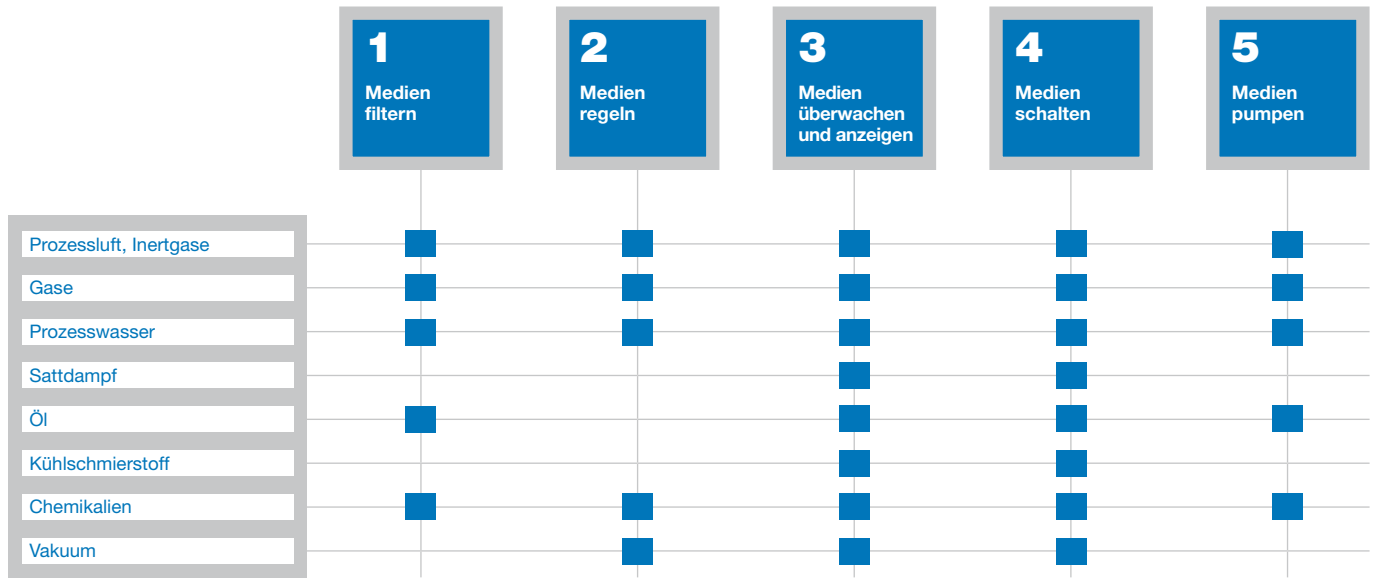 1
Medien
filtern
2
Medien
regeln
3
Medien
überwachen
und anzeigen
4
Medien
schalten
5
Medien
pumpen
Prozessluft, Inertgase
Gase
Prozesswasser
Sattdampf
Öl
Kühlschmierstoff
Chemikalien
Vakuum